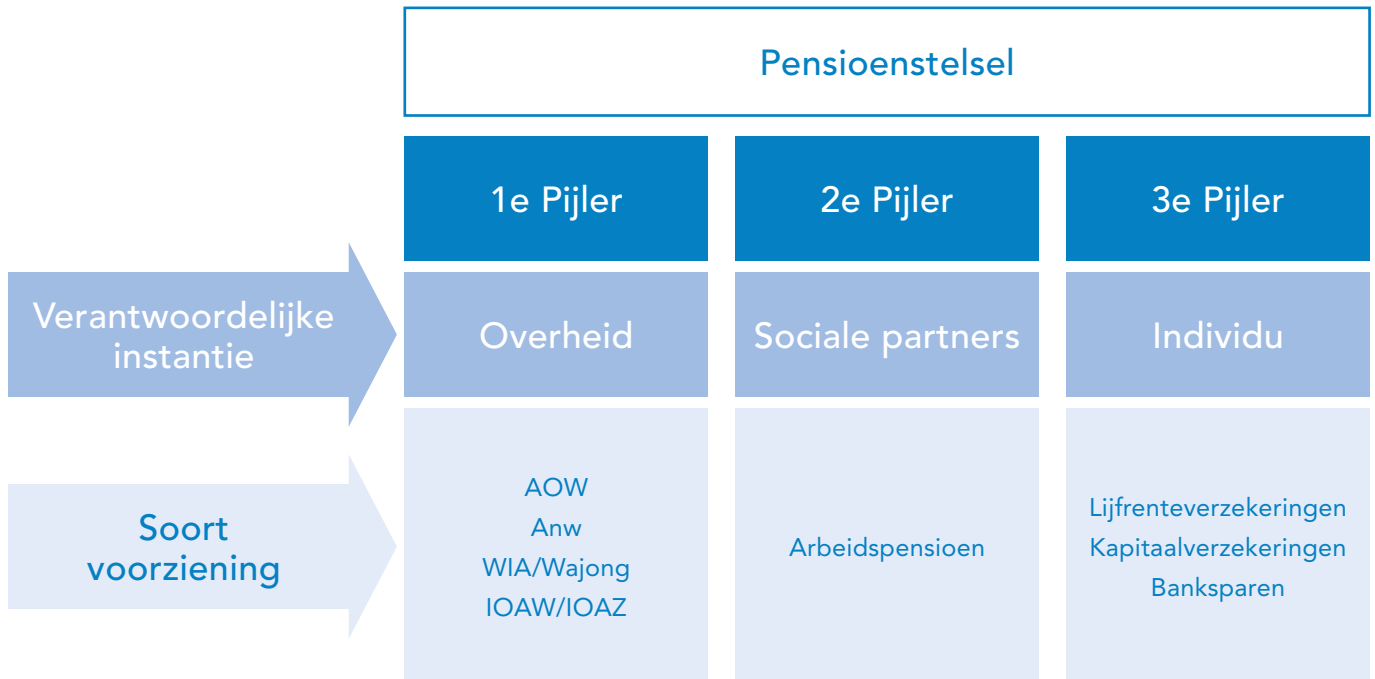 Pensioenstelsel
1e Pijler
2e Pijler
3e Pijler
Verantwoordelijke
instantie
Overheid
Sociale partners
Individu
Soort
voorziening
AOW
Anw
WIA/Wajong
IOAW/IOAZ
Arbeidspensioen
Lijfrenteverzekeringen
Kapitaalverzekeringen
Banksparen